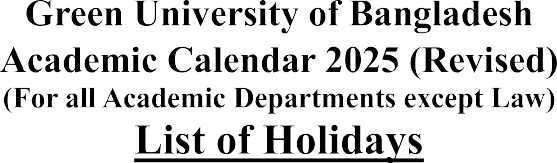 Green University of Bangladesh
Academic Calendar 2025 (Revised)
(For all Academic Departments except Law)
List of Holidays